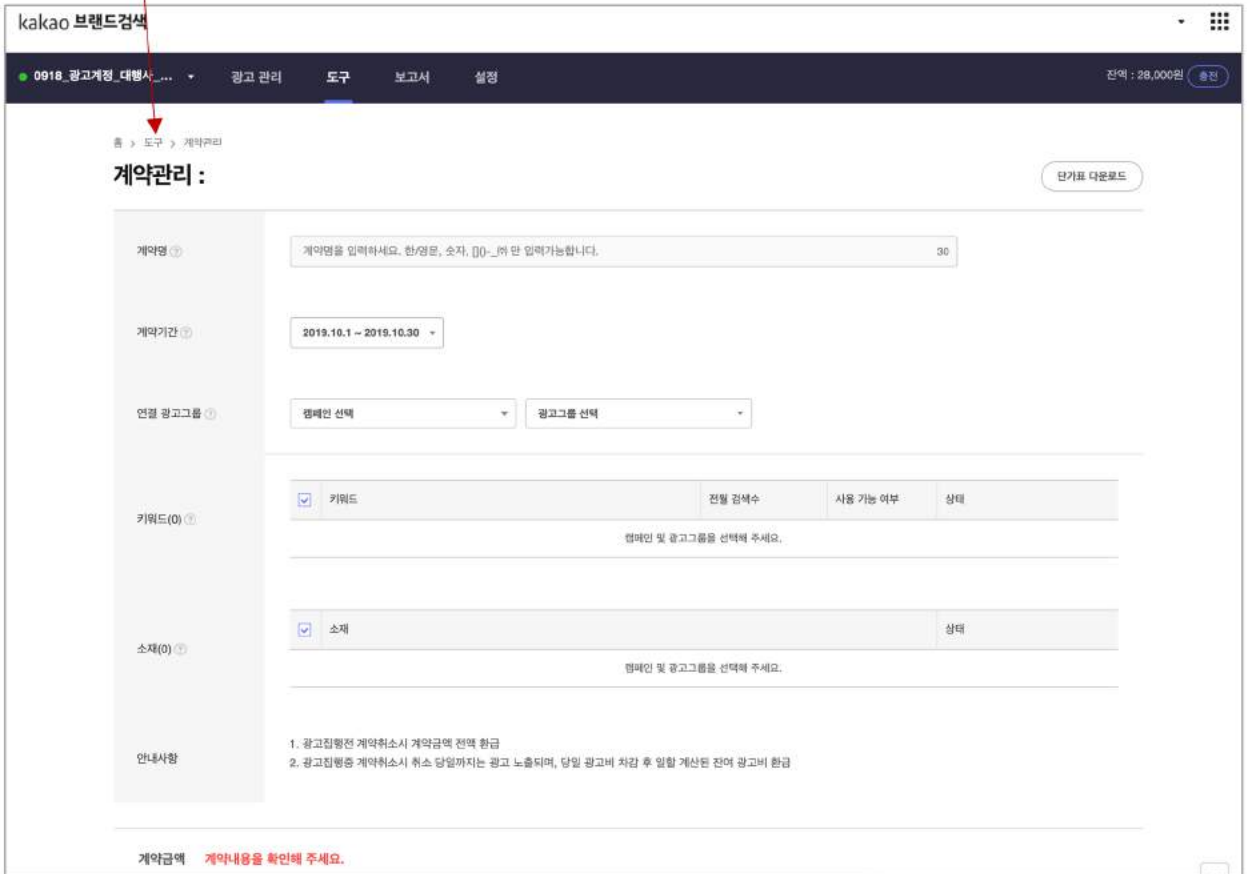 kakao 브랜드검색
0918_광고계정_대행사_... 광고 관리 도구 보고서 설정 잔액 : 28,000원 충전
홈 > 도구 > 계약관리
계약관리 : 단가표 다운로드
계약명 ? 계약명을 입력하세요. 한/영문, 숫자, []()-_㈜ 만 입력가능합니다. 30
계약기간 ? 2019.10.1 ~ 2019.10.30
연결 광고그룹 ? 캠페인 선택 광고그룹 선택
키워드 전월 검색수 사용 가능 여부 상태
키워드(0) ?
캠페인 및 광고그룹을 선택해 주세요.
소재 상태
소재(0) ?
캠페인 및 광고그룹을 선택해 주세요.
안내사항
1. 광고집행전 계약취소시 계약금액 전액 환급
2. 광고집행중 계약취소시 취소 당일까지는 광고 노출되며, 당일 광고비 차감 후 일할 계산된 잔여 광고비 환급
계약금액 계약내용을 확인해 주세요.